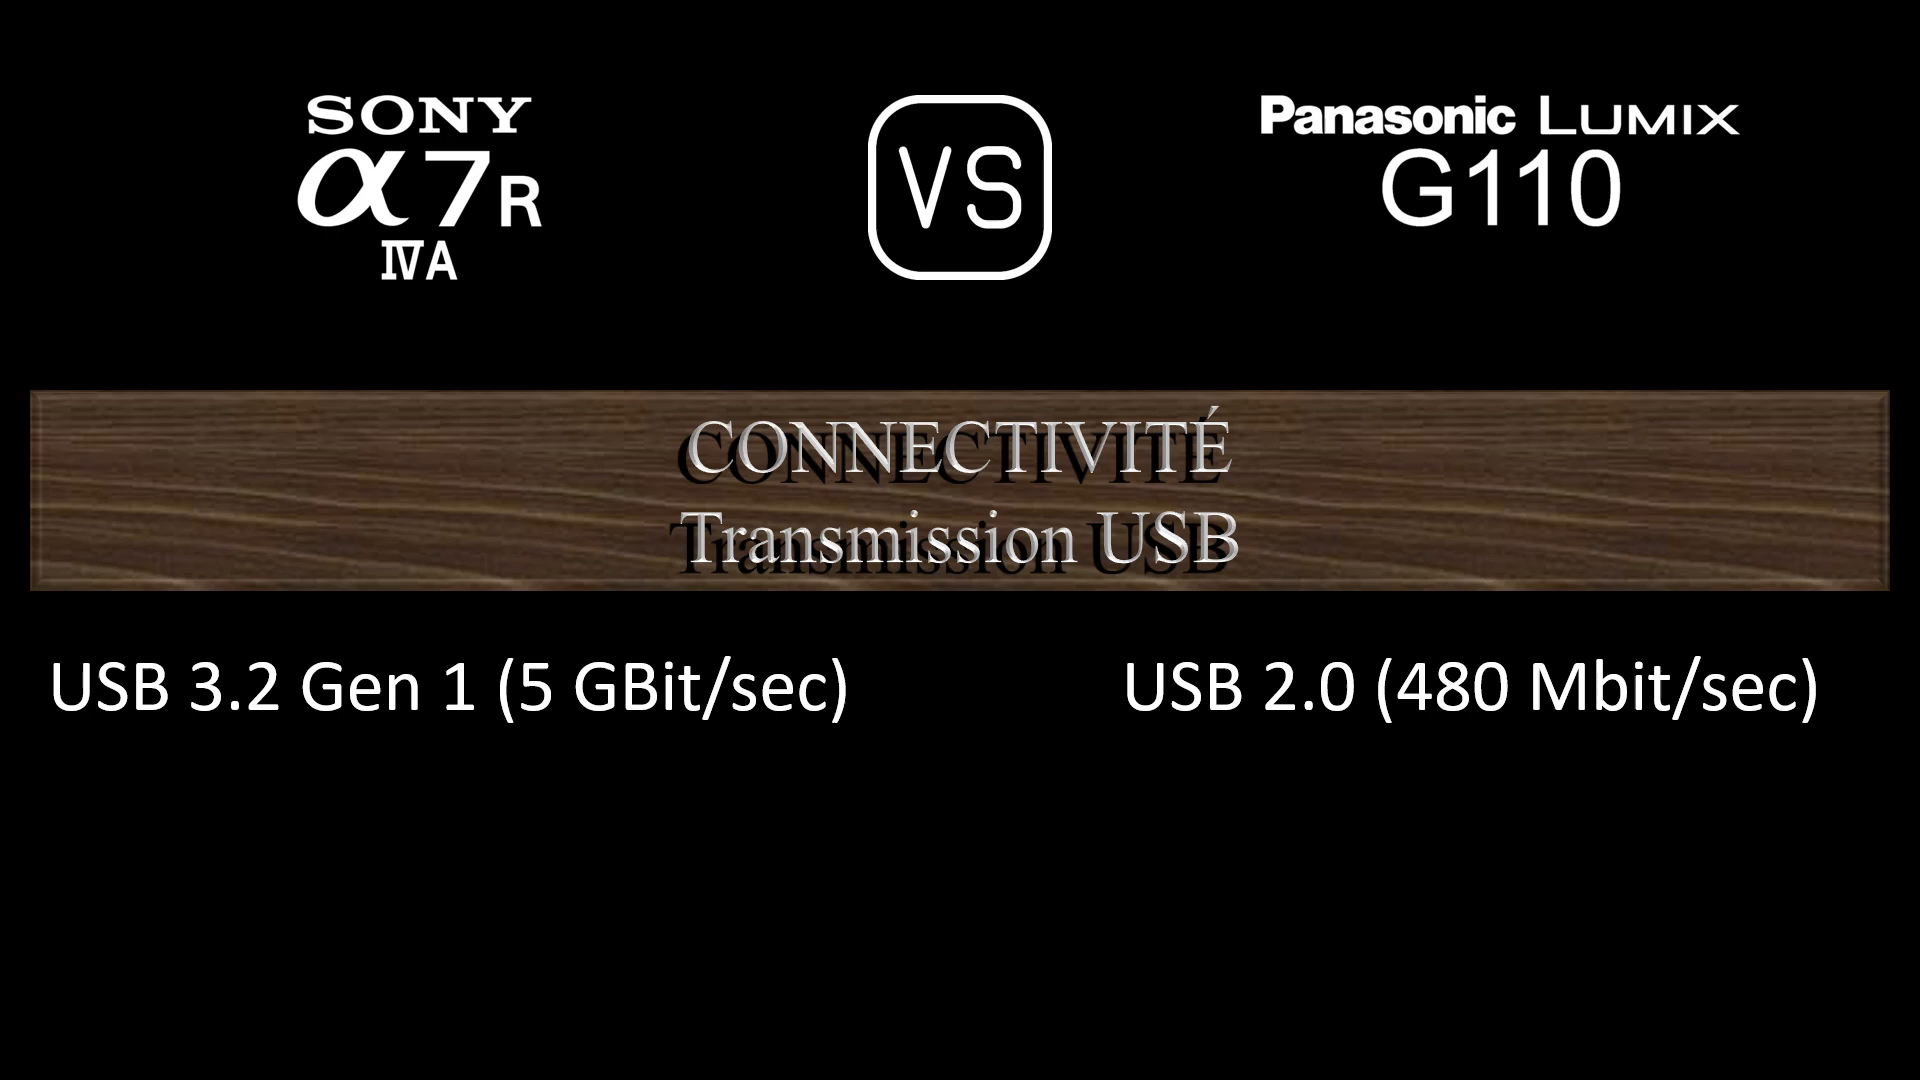 SONY
α7R
IVA
VS
Panasonic LUMIX
G110
CONNECTIVITÉ
Transmission USB
USB 3.2 Gen 1 (5 GBit/sec)
USB 2.0 (480 Mbit/sec)